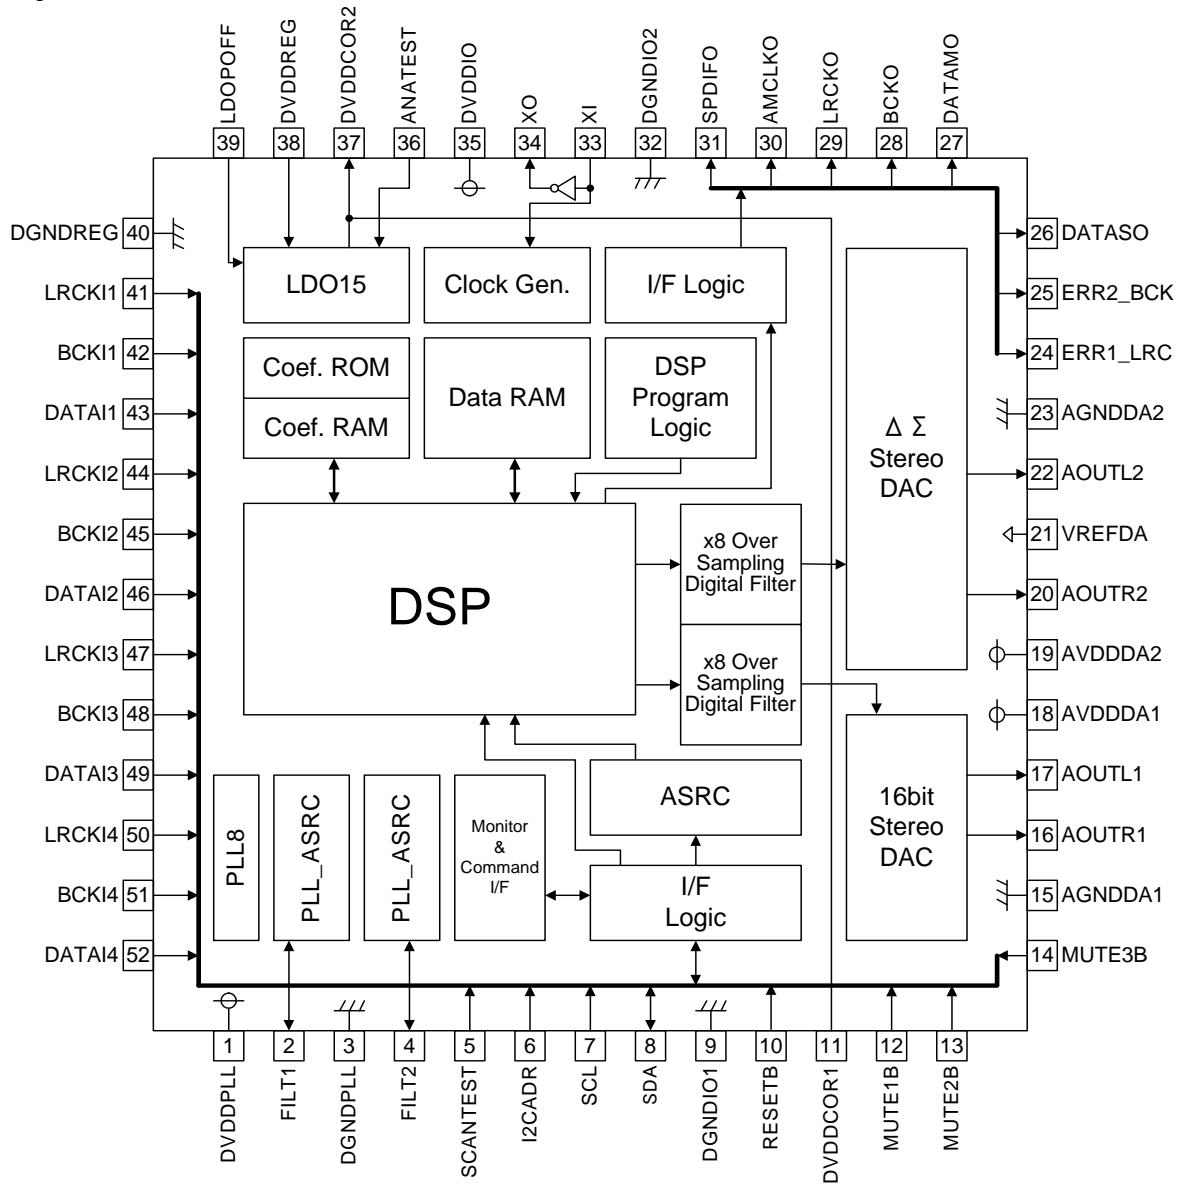 LDOPOFF
DVDDREG
DVDDCOR2
ANATEST
DVDDIO
XO
XI
DGNDIO2
SPDIFO
AMCLKO
LRCKO
BCKO
DATAMO
39 38 37 36 35 34 33 32 31 30 29 28 27
DGNDREG 40
LRCKI1 41
BCKI1 42
DATAI1 43
LRCKI2 44
BCKI2 45
DATAI2 46
LRCKI3 47
BCKI3 48
DATAI3 49
LRCKI4 50
BCKI4 51
DATAI4 52
LDO15
Clock Gen.
I/F Logic
Coef. ROM
Coef. RAM
Data RAM
DSP
Program
Logic
DSP
x8 Over
Sampling
Digital Filter
x8 Over
Sampling
Digital Filter
Δ Σ
Stereo
DAC
16bit
Stereo
DAC
PLL8
PLL_ASRC
PLL_ASRC
Monitor
&
Command
I/F
ASRC
I/F
Logic
26 DATASO
25 ERR2_BCK
24 ERR1_LRC
23 AGNDDA2
22 AOUTL2
21 VREFDA
20 AOUTR2
19 AVDDDA2
18 AVDDDA1
17 AOUTL1
16 AOUTR1
15 AGNDDA1
14 MUTE3B
1 2 3 4 5 6 7 8 9 10 11 12 13
DVDDPLL
FILT1
DGNDPLL
FILT2
SCANTEST
I2CADR
SCL
SDA
DGNDIO1
RESETB
DVDDCOR1
MUTE1B
MUTE2B